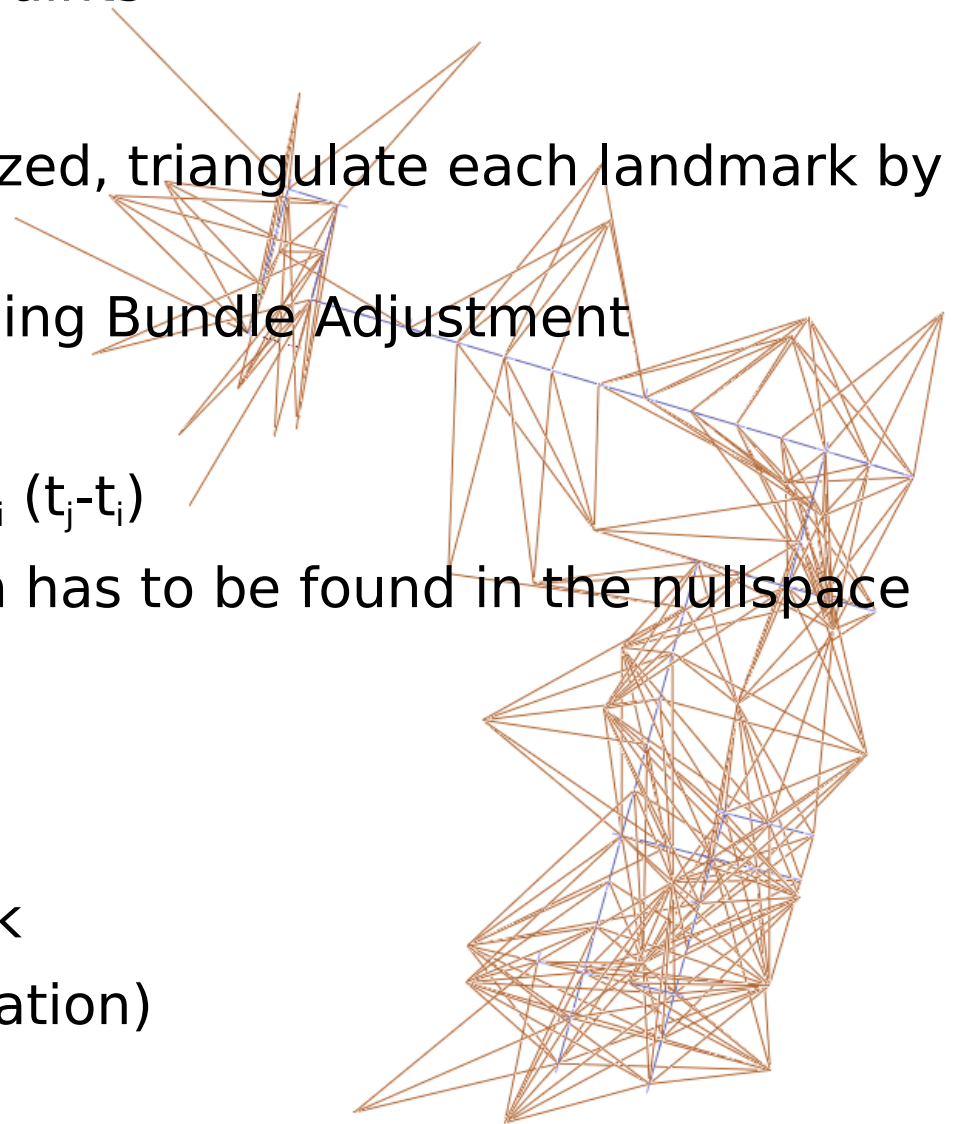 zed, triangulate each landmark by
ing Bundle Adjustment
i (tj-ti)
has to be found in the nullspace
k
ation)